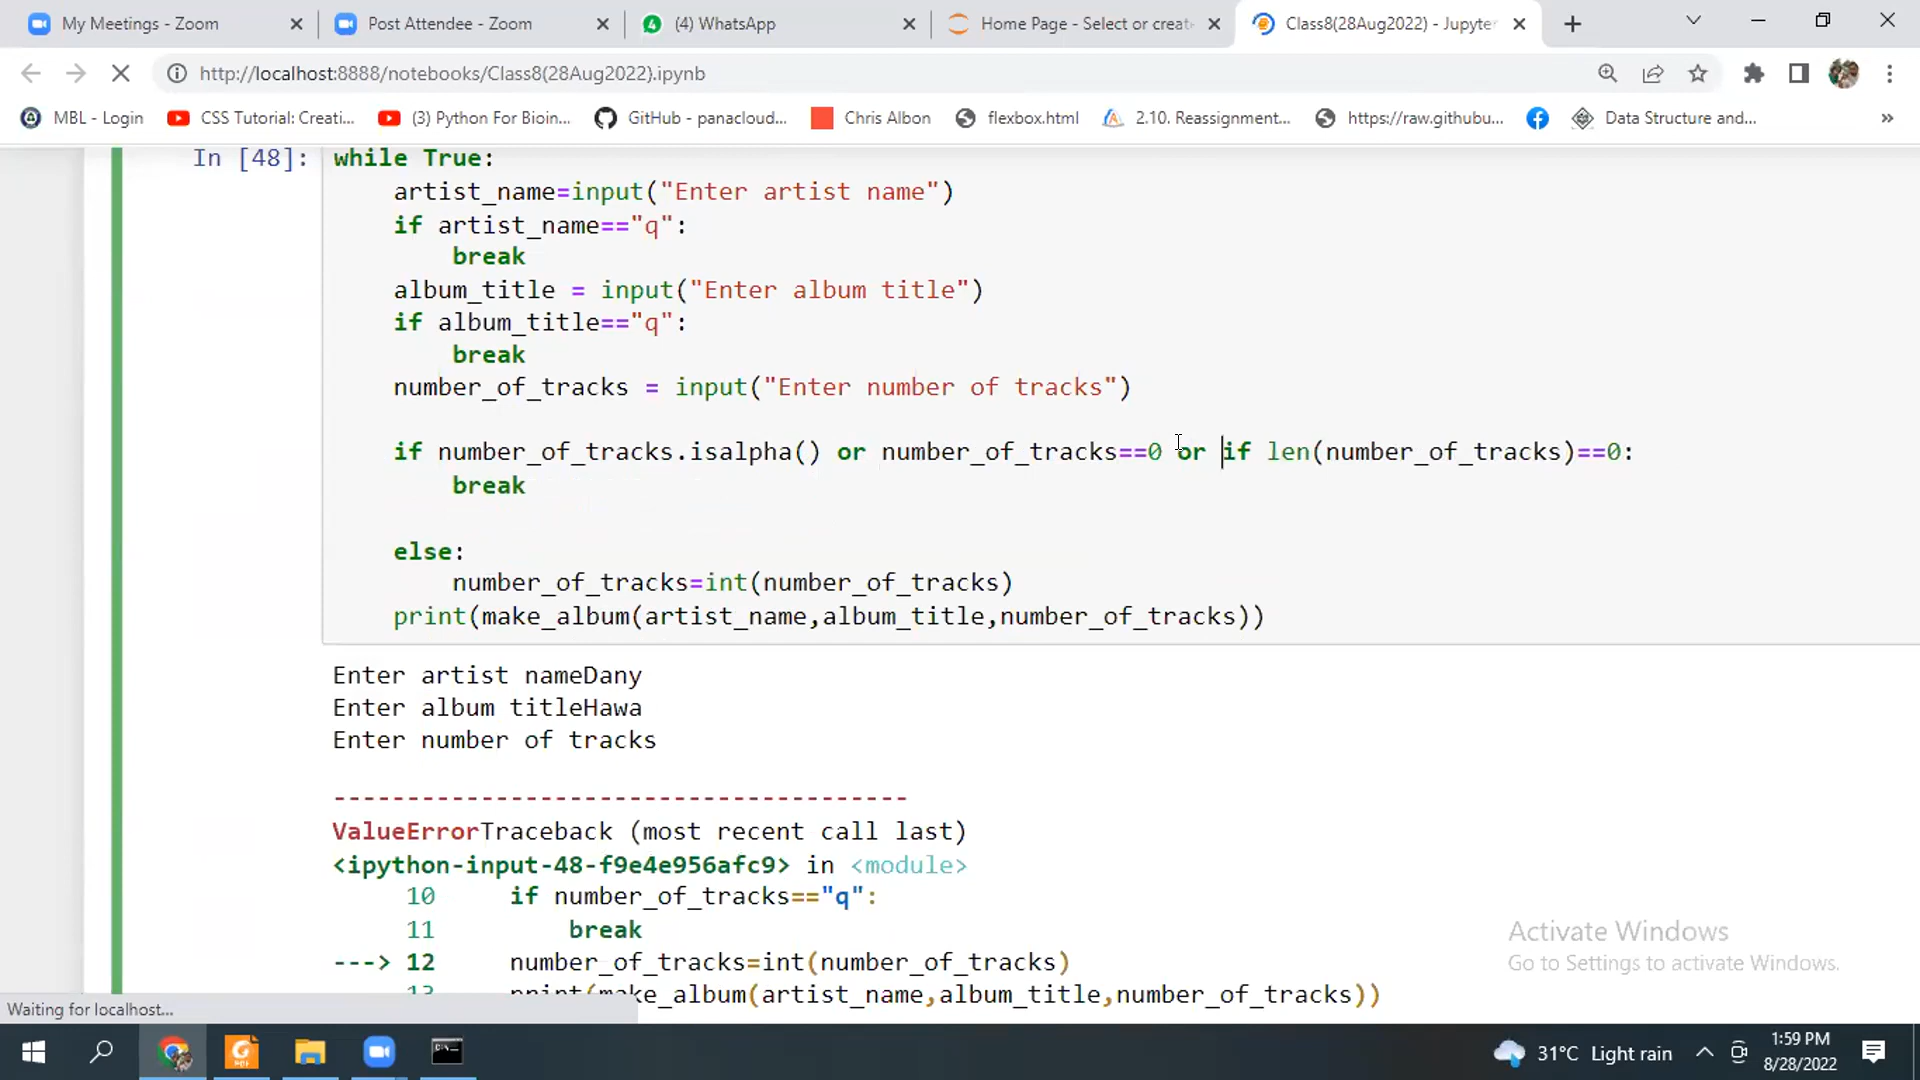 My Meetings - Zoom
Post Attendee - Zoom
4 (4) WhatsApp
Home Page - Select or creat
Class8(28Aug2022) - Jupyter
http://localhost:8888/notebooks/Class8(28Aug2022).ipynb
MBL - Login
CSS Tutorial: Creati...
(3) Python For Bioin...
GitHub - panacloud...
Chris Albon
flexbox.html
2.10. Reassignment...
https://raw.githubu...
Data Structure and...
»
In [48]: while True:
artist_name=input("Enter artist name")
if artist_name=="q":
break
album_title = input("Enter album title")
if album_title=="q":
break
number_of_tracks = input("Enter number of tracks")
if number_of_tracks.isalpha() or number_of_tracks==0 or if len(number_of_tracks)==0:
break
else:
number_of_tracks=int(number_of_tracks)
print(make_album(artist_name,album_title,number_of_tracks))
Enter artist nameDany
Enter album titleHawa
Enter number of tracks
---------------------------------------
ValueErrorTraceback (most recent call last)
<ipython-input-48-f9e4e956afc9> in <module>
10 if number_of_tracks=="q":
11 break
---> 12 number_of_tracks=int(number_of_tracks)
13 print(make_album(artist_name,album_title,number_of_tracks))
Activate Windows
Go to Settings to activate Windows.
Waiting for localhost...
31°C Light rain
1:59 PM
8/28/2022